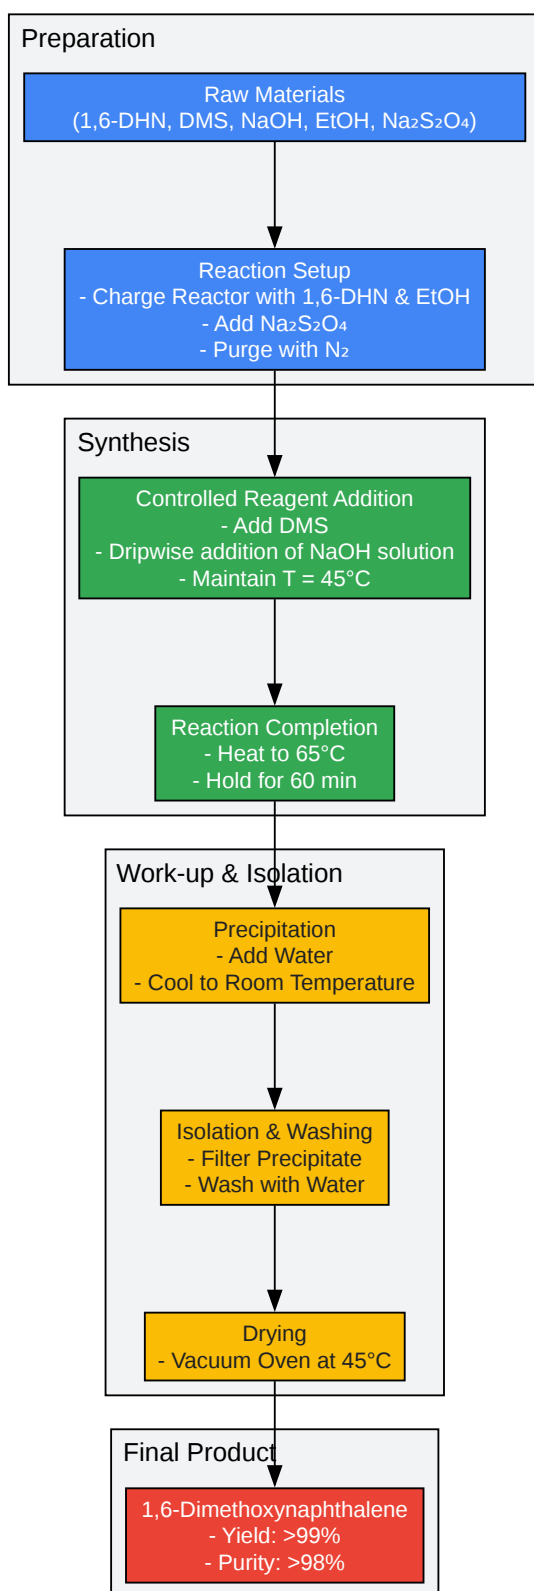 Preparation
Raw Materials
(1,6-DHN, DMS, NaOH, EtOH, Na₂S₂O₄)
Reaction Setup
- Charge Reactor with 1,6-DHN & EtOH
- Add Na₂S₂O₄
- Purge with N₂
Synthesis
Controlled Reagent Addition
- Add DMS
- Dripwise addition of NaOH solution
- Maintain T = 45°C
Reaction Completion
- Heat to 65°C
- Hold for 60 min
Work-up & Isolation
Precipitation
- Add Water
- Cool to Room Temperature
Isolation & Washing
- Filter Precipitate
- Wash with Water
Drying
- Vacuum Oven at 45°C
Final Product
1,6-Dimethoxynaphthalene
- Yield: >99%
- Purity: >98%